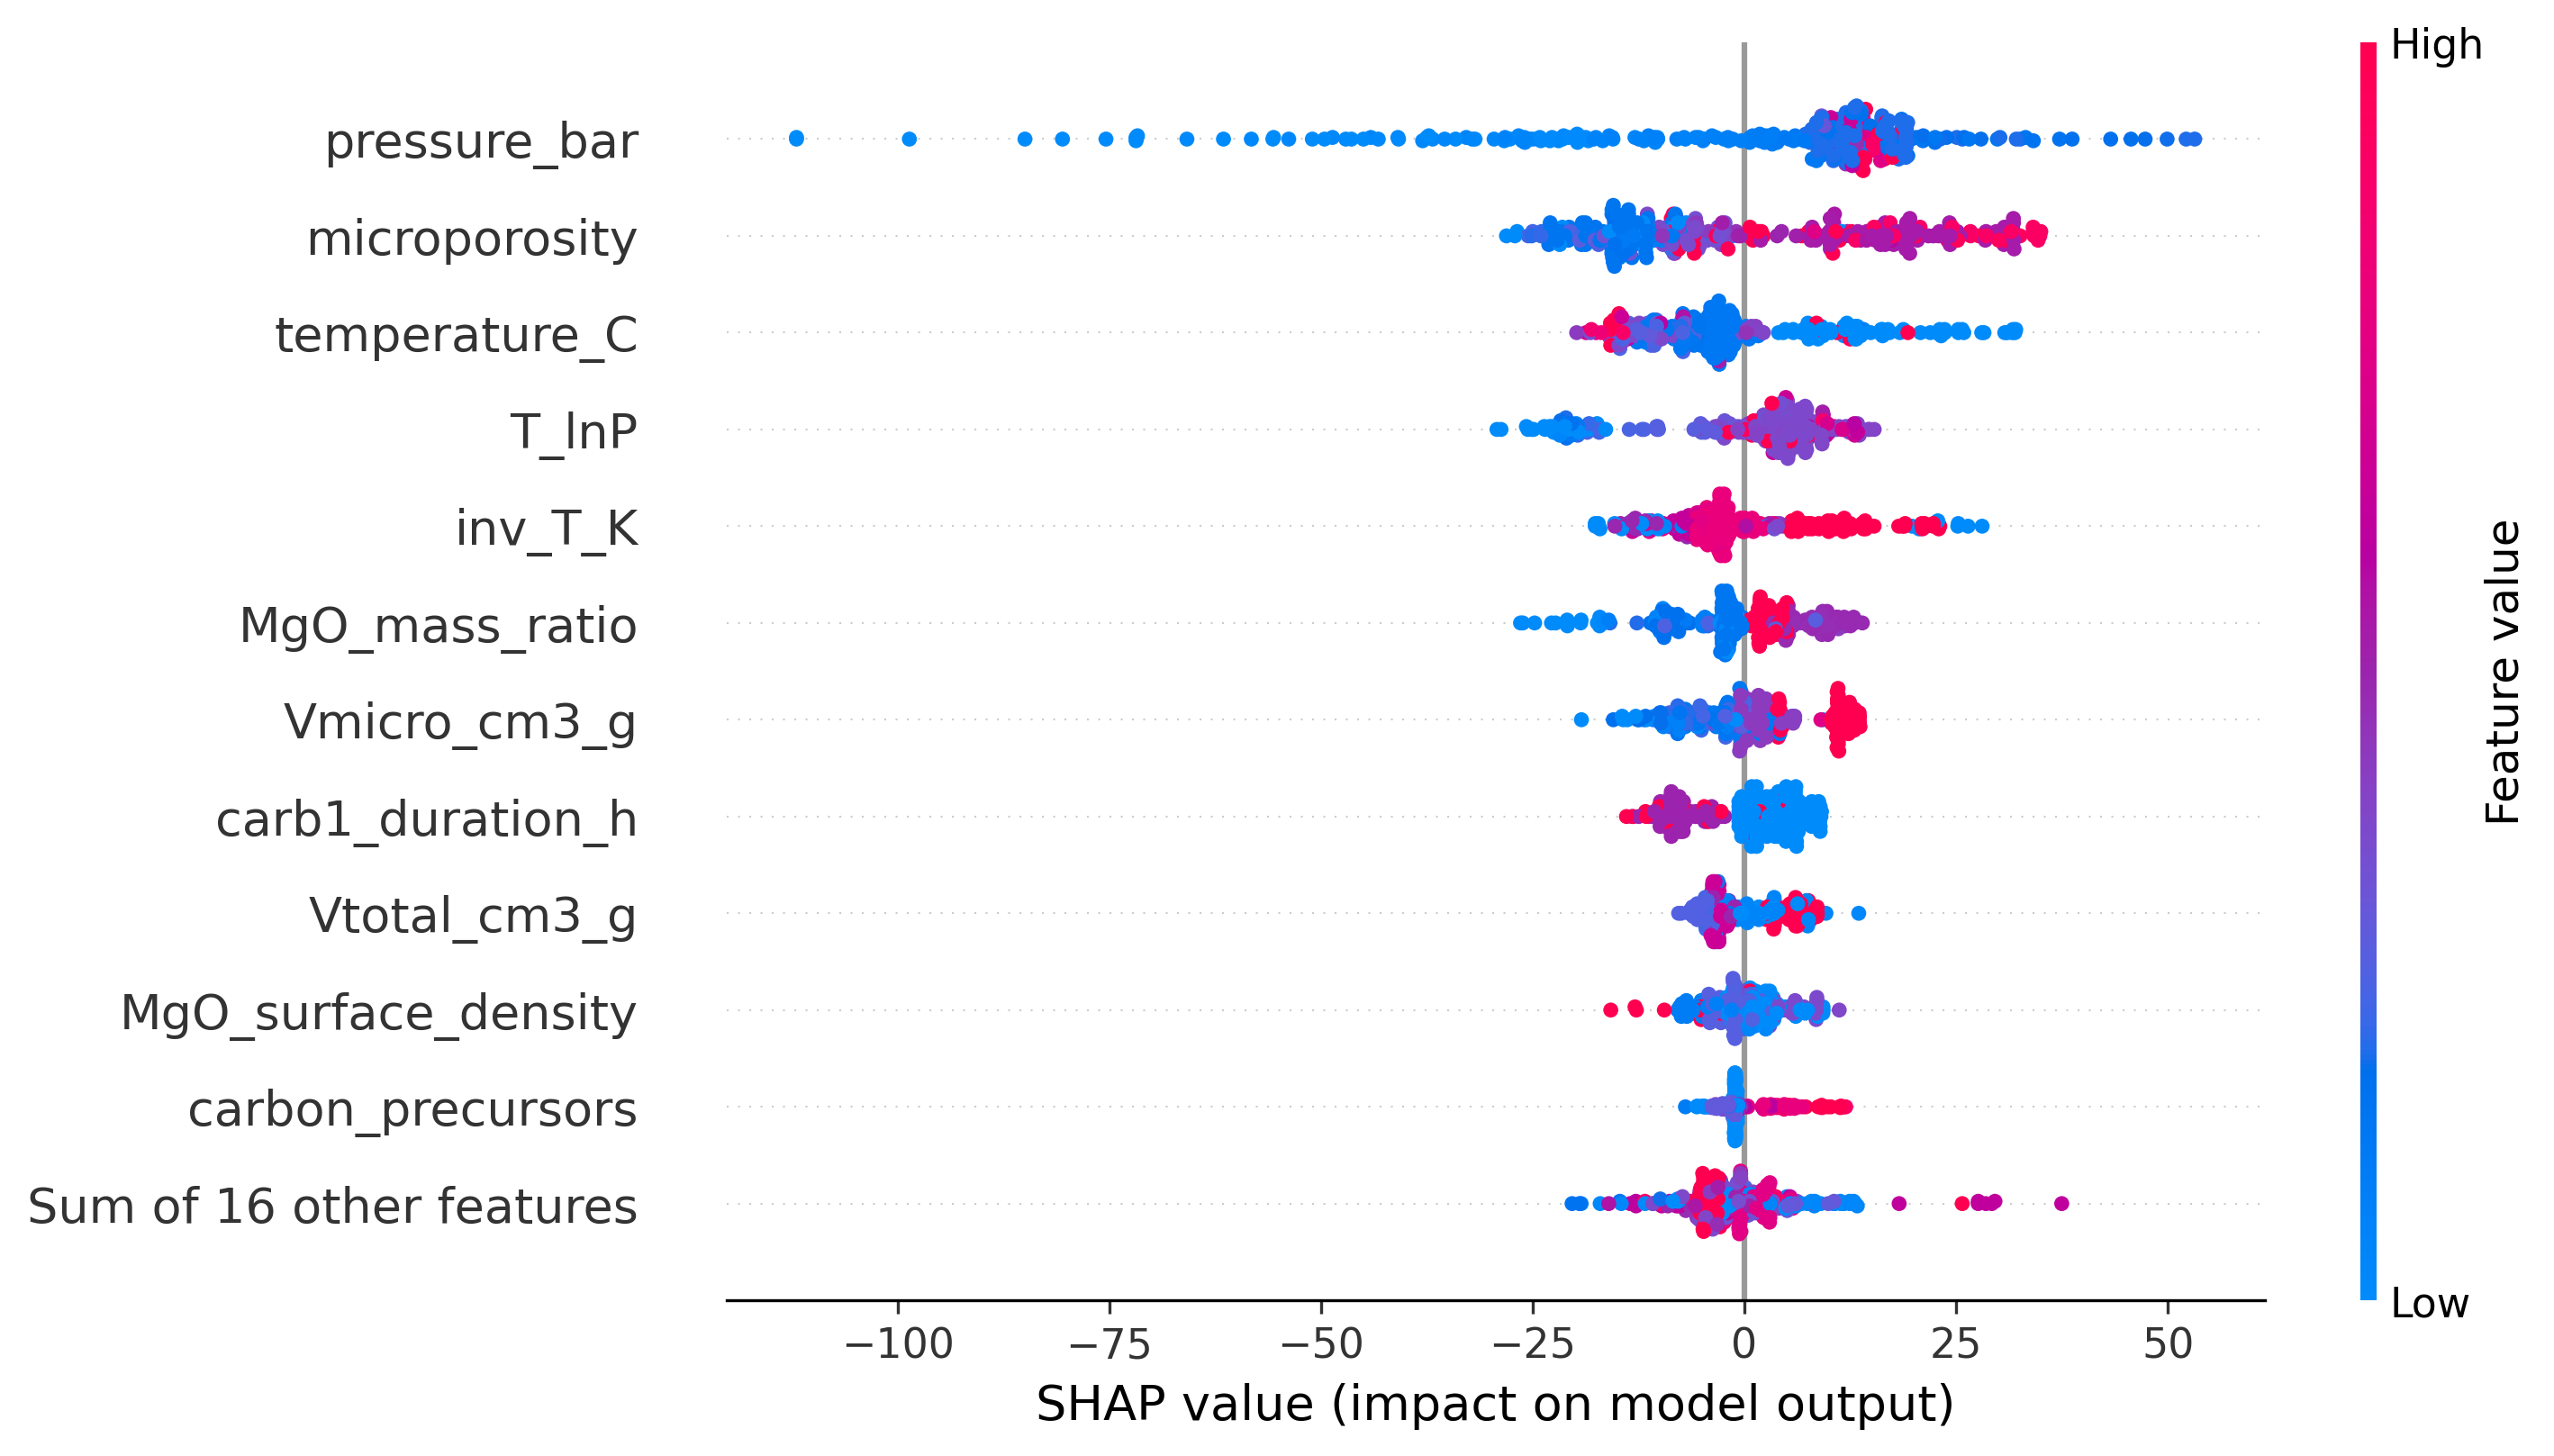 High
pressure_bar
microporosity
temperature_C
T_lnP
inv_T_K
MgO_mass_ratio
Vmicro_cm3_g
carb1_duration_h
Vtotal_cm3_g
MgO_surface_density
carbon_precursors
Sum of 16 other features
Feature value
Low
−100 −75 −50 −25 0 25 50
SHAP value (impact on model output)